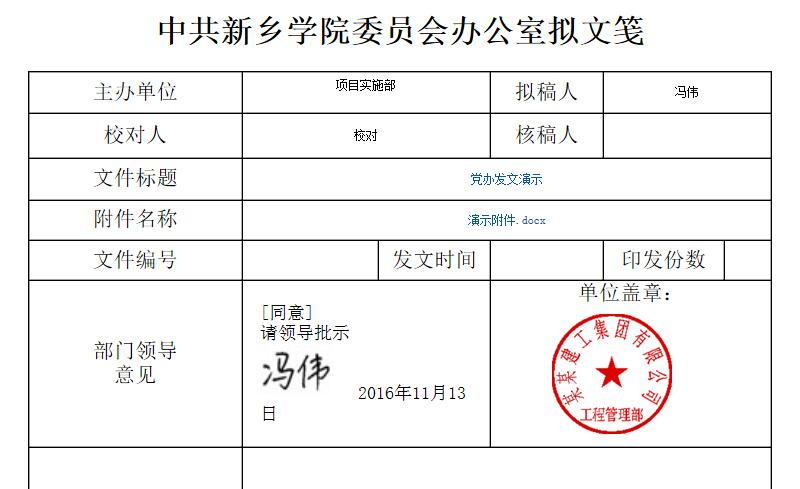 中共新乡学院委员会办公室拟文笺
主办单位 项目实施部 拟稿人 冯伟
校对人 校对 核稿人
文件标题 党办发文演示
附件名称 演示附件.docx
文件编号 发文时间 印发份数
部门领导
意见
[同意]
请领导批示
冯伟 2016年11月13
日
单位盖章：
某某建工集团有限公司
工程管理部